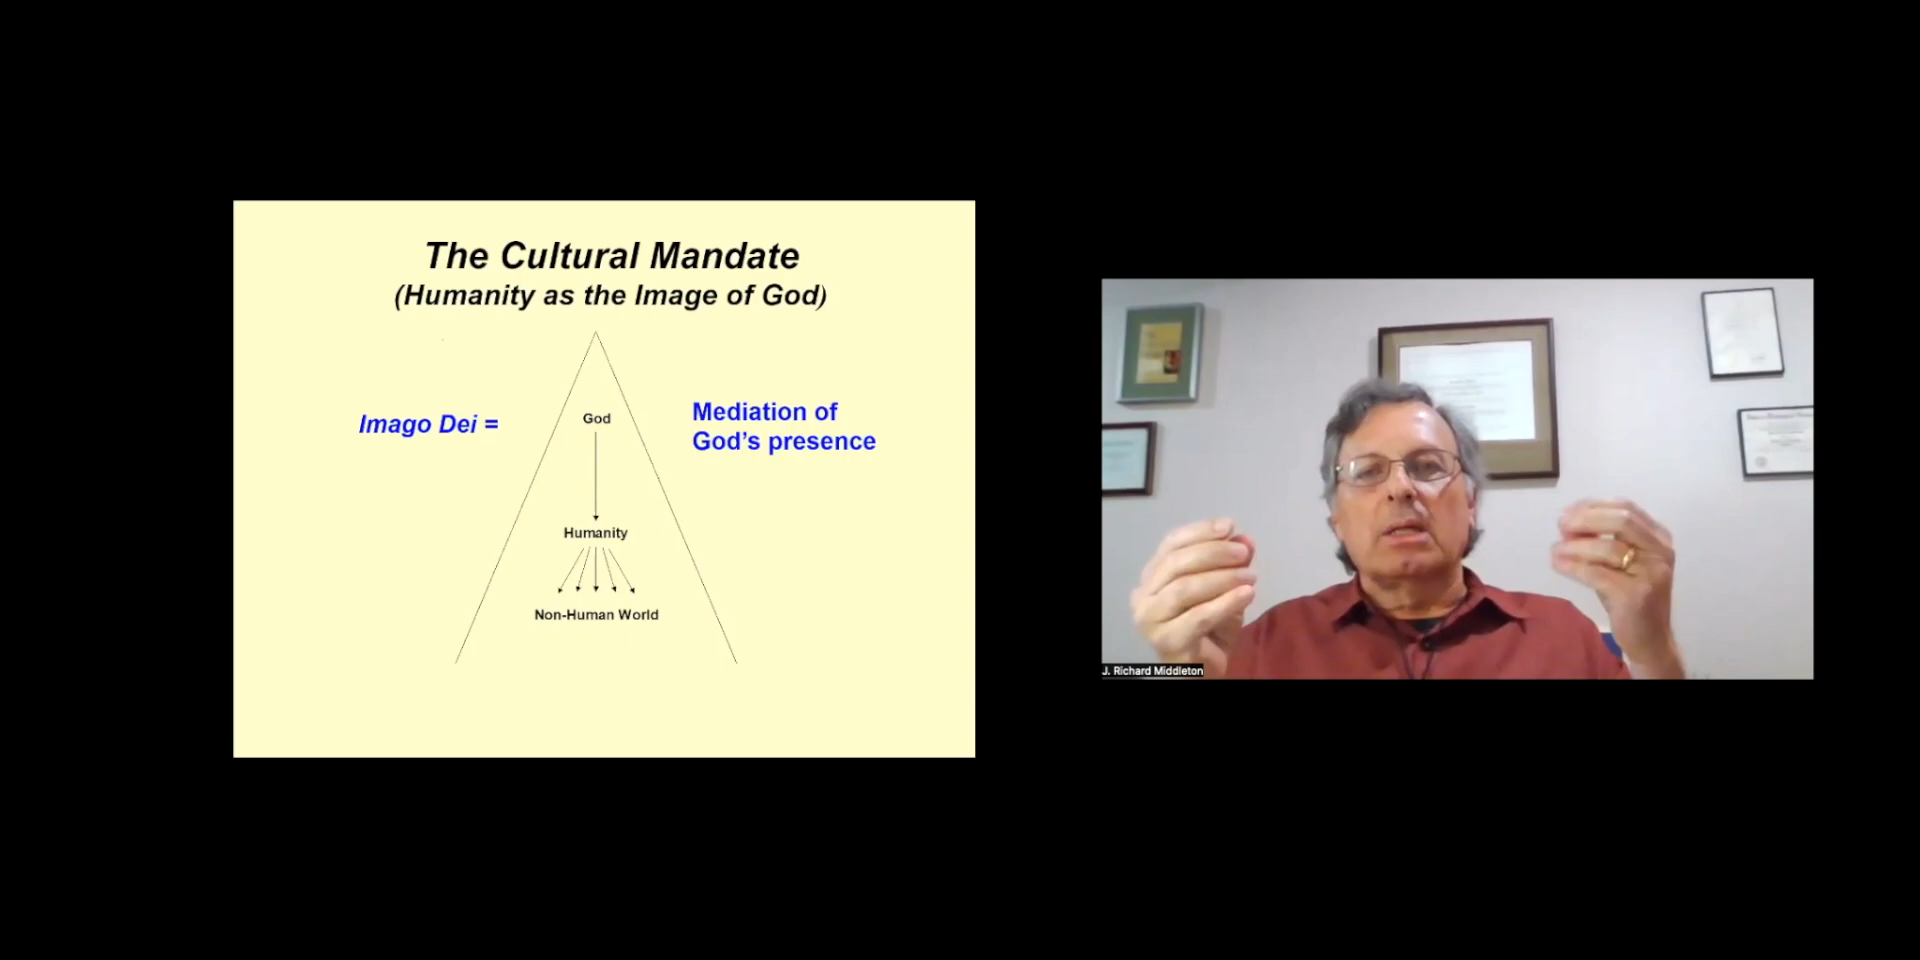 The Cultural Mandate
(Humanity as the Image of God)
Imago Dei =
God
Mediation of
God's presence
Humanity
Non-Human World
J. Richard Middleton